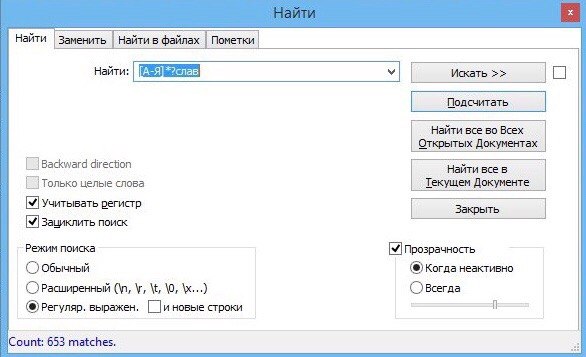 Найти
x
Найти Заменить Найти в файлах Пометки
Найти: [А-Я]*?слав
Искать >>
Подсчитать
Найти все во Всех
Открытых Документах
Найти все в
Текущем Документе
Закрыть
Backward direction
Только целые слова
Учитывать регистр
Зациклить поиск
Режим поиска
Обычный
Расширенный (\n, \r, \t, \0, \x...)
Регуляр. выражен. и новые строки
Прозрачность
Когда неактивно
Всегда
Count: 653 matches.